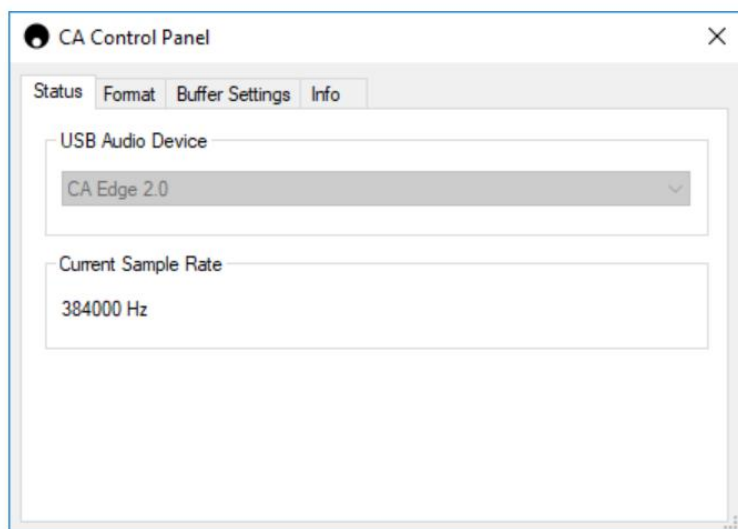 CA Control Panel
Status Format Buffer Settings Info
USB Audio Device
CA Edge 2.0
Current Sample Rate
384000 Hz